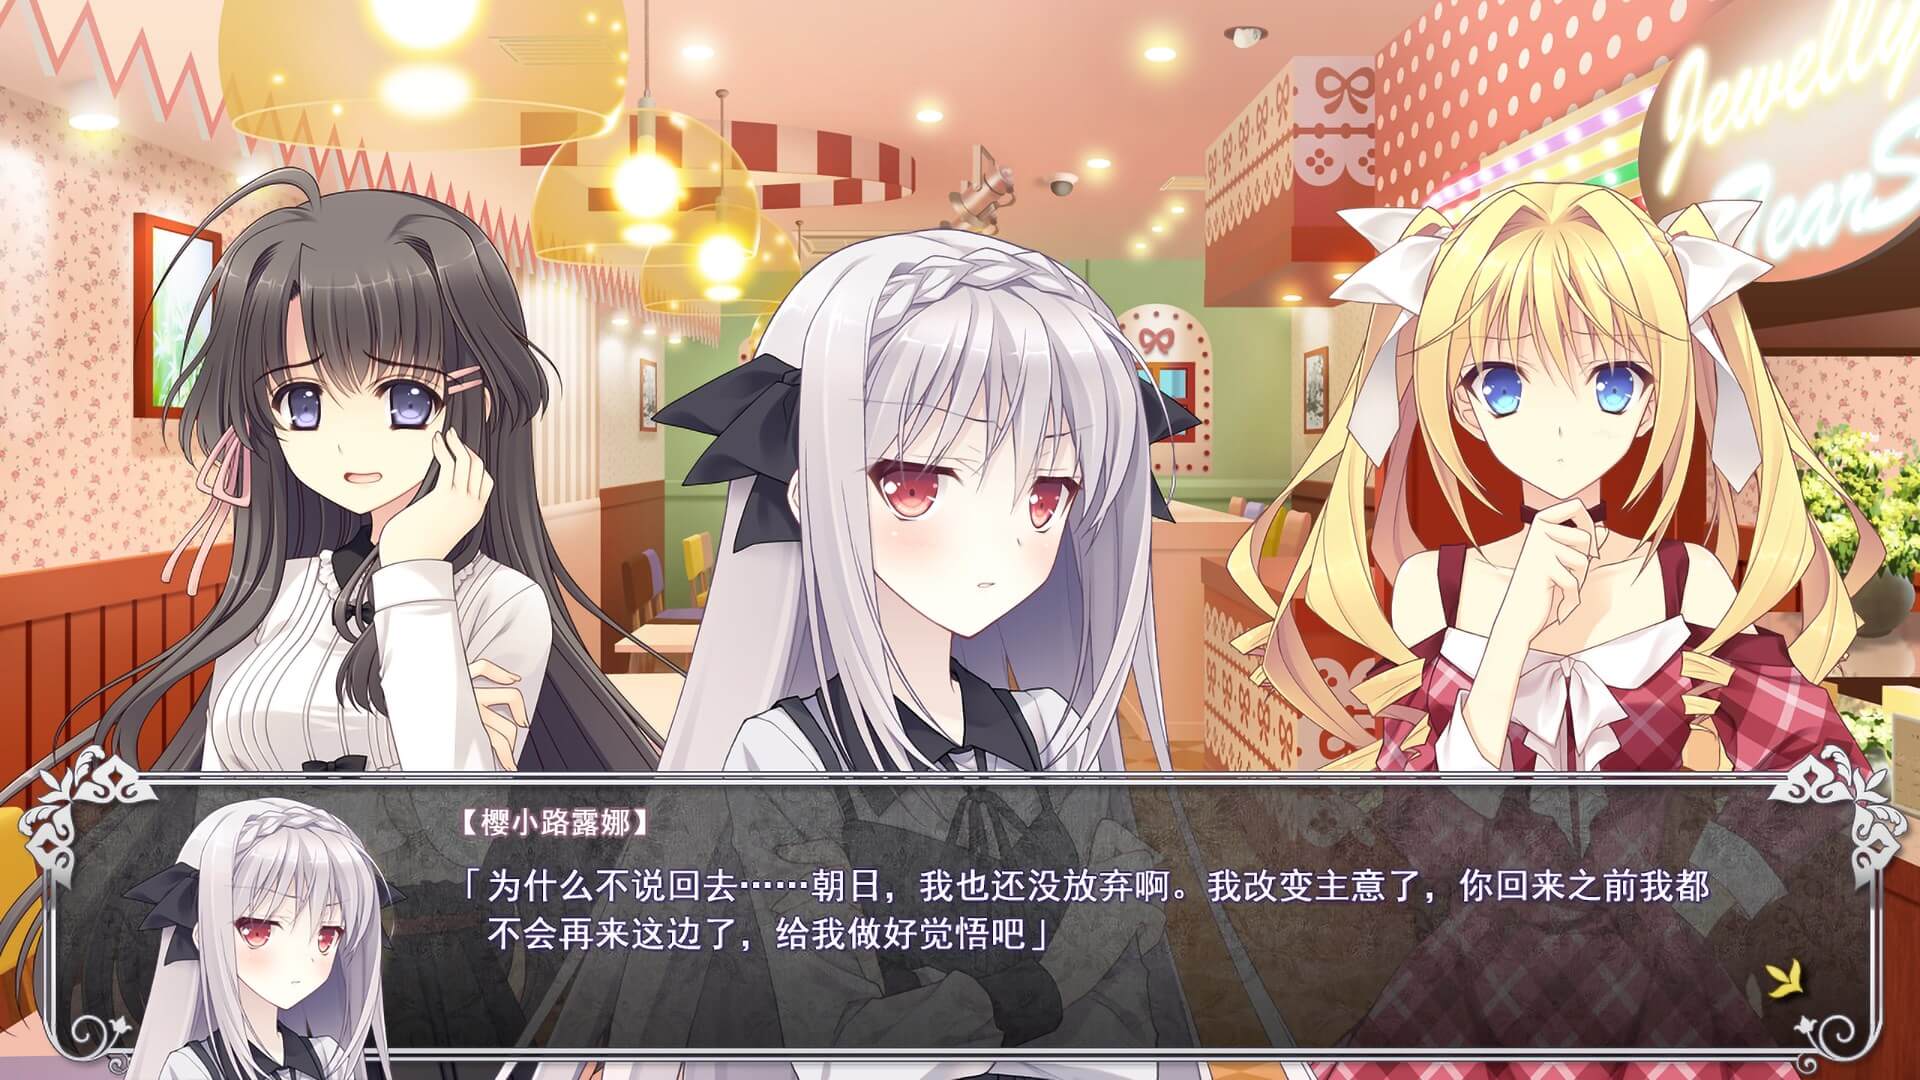 Jewelly
TearS
【樱小路露娜】
「为什么不说回去……朝日，我也还没放弃啊。我改变主意了，你回来之前我都
不会再来这边了，给我做好觉悟吧」